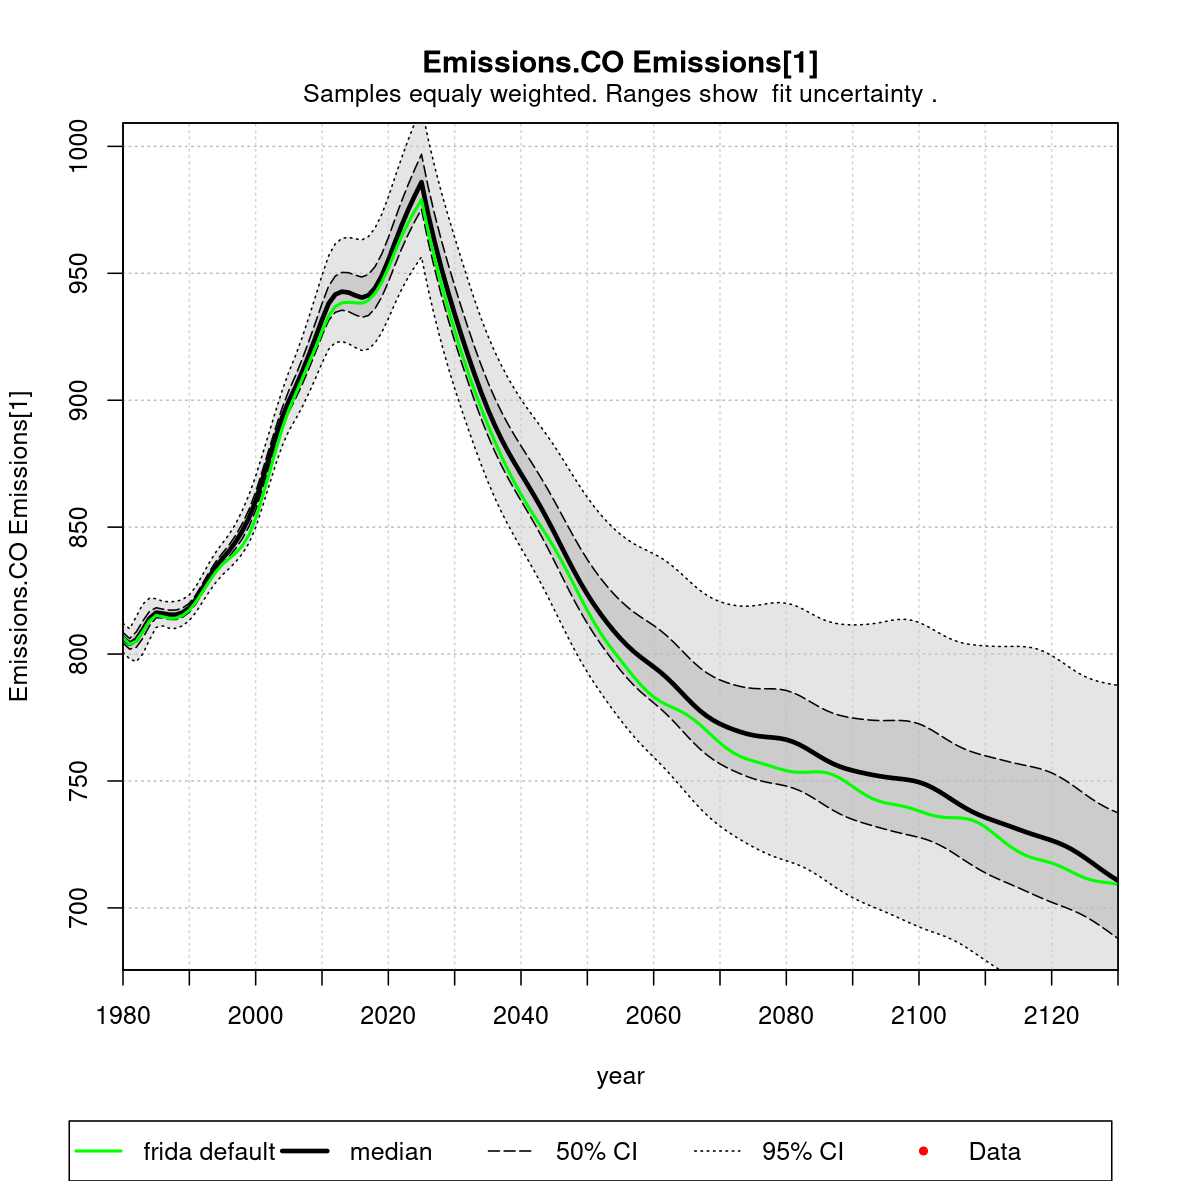 Emissions.CO Emissions[1]
Samples equaly weighted. Ranges show  fit uncertainty .
Emissions.CO Emissions[1]
1000
950
900
850
800
750
700
1980 2000 2020 2040 2060 2080 2100 2120
year
frida default median 50% CI 95% CI Data